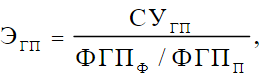 Э_ГП = СУ_ГП / (ФГП_Ф / ФГП_П),